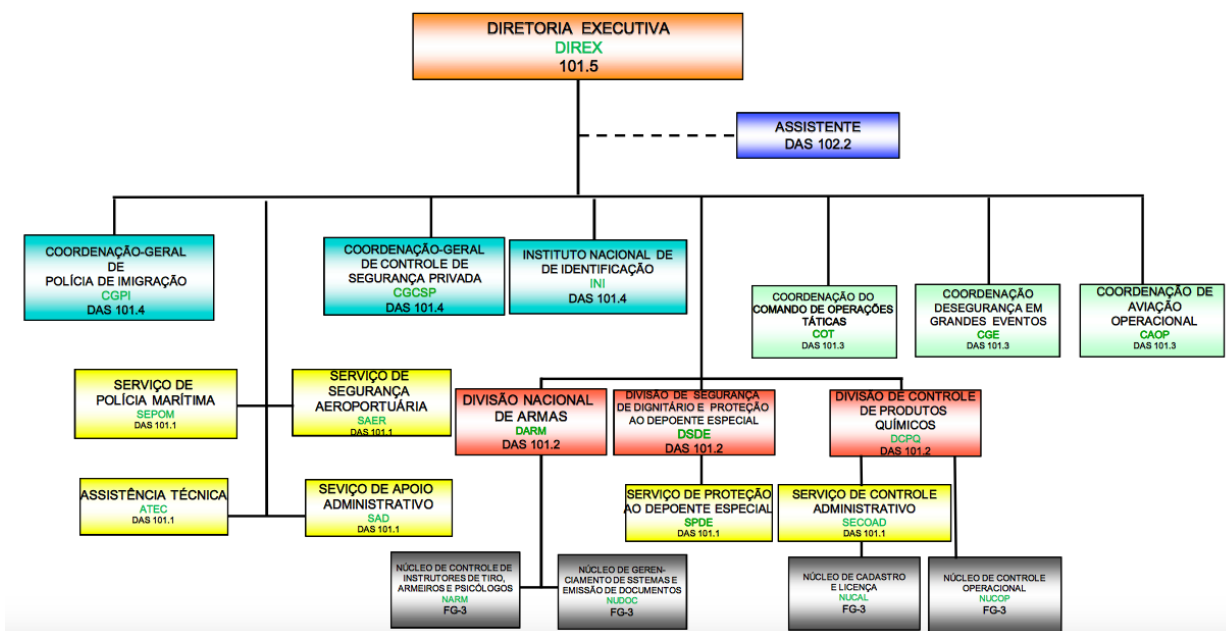 DIRETORIA EXECUTIVA
DIREX
101.5
ASSISTENTE
DAS 102.2
COORDENAÇÃO-GERAL
DE
POLÍCIA DE IMIGRAÇÃO
CGPI
DAS 101.4
COORDENAÇÃO-GERAL
DE CONTROLE DE
SEGURANÇA PRIVADA
CGCSP
DAS 101.4
INSTITUTO NACIONAL DE
DE IDENTIFICAÇÃO
INI
DAS 101.4
COORDENAÇÃO DO
COMANDO DE OPERAÇÕES
TÁTICAS
COT
DAS 101.3
COORDENAÇÃO
DESEGURANÇA EM
GRANDES EVENTOS
CGE
DAS 101.3
COORDENAÇÃO DE
AVIAÇÃO
OPERACIONAL
CAOP
DAS 101.3
SERVIÇO DE
POLÍCIA MARÍTIMA
SEPOM
DAS 101.1
SERVIÇO DE
SEGURANÇA
AEROPORTUÁRIA
SAER
DAS 101.1
DIVISÃO NACIONAL
DE ARMAS
DARM
DAS 101.2
DIVISÃO DE SEGURANÇA
DE DIGNITÁRIO E PROTEÇÃO
AO DEPOENTE ESPECIAL
DSDE
DAS 101.2
DIVISÃO DE CONTROLE
DE PRODUTOS
QUÍMICOS
DCPQ
DAS 101.2
ASSISTÊNCIA TÉCNICA
ATEC
DAS 101.1
SEVIÇO DE APOIO
ADMINISTRATIVO
SAD
DAS 101.1
SERVIÇO DE PROTEÇÃO
AO DEPOENTE ESPECIAL
SPDE
DAS 101.1
SERVIÇO DE CONTROLE
ADMINISTRATIVO
SECOAD
DAS 101.1
NÚCLEO DE CONTROLE DE
INSTRUTORES DE TIRO,
ARMEIROS E PSICÓLOGOS
NARM
FG-3
NÚCLEO DE GEREN-
CIAMENTO DE SSTEMAS E
EMISSÃO DE DOCUMENTOS
NUDOC
FG-3
NÚCLEO DE CADASTRO
E LICENÇA
NUCAL
FG-3
NÚCLEO DE CONTROLE
OPERACIONAL
NUCOP
FG-3